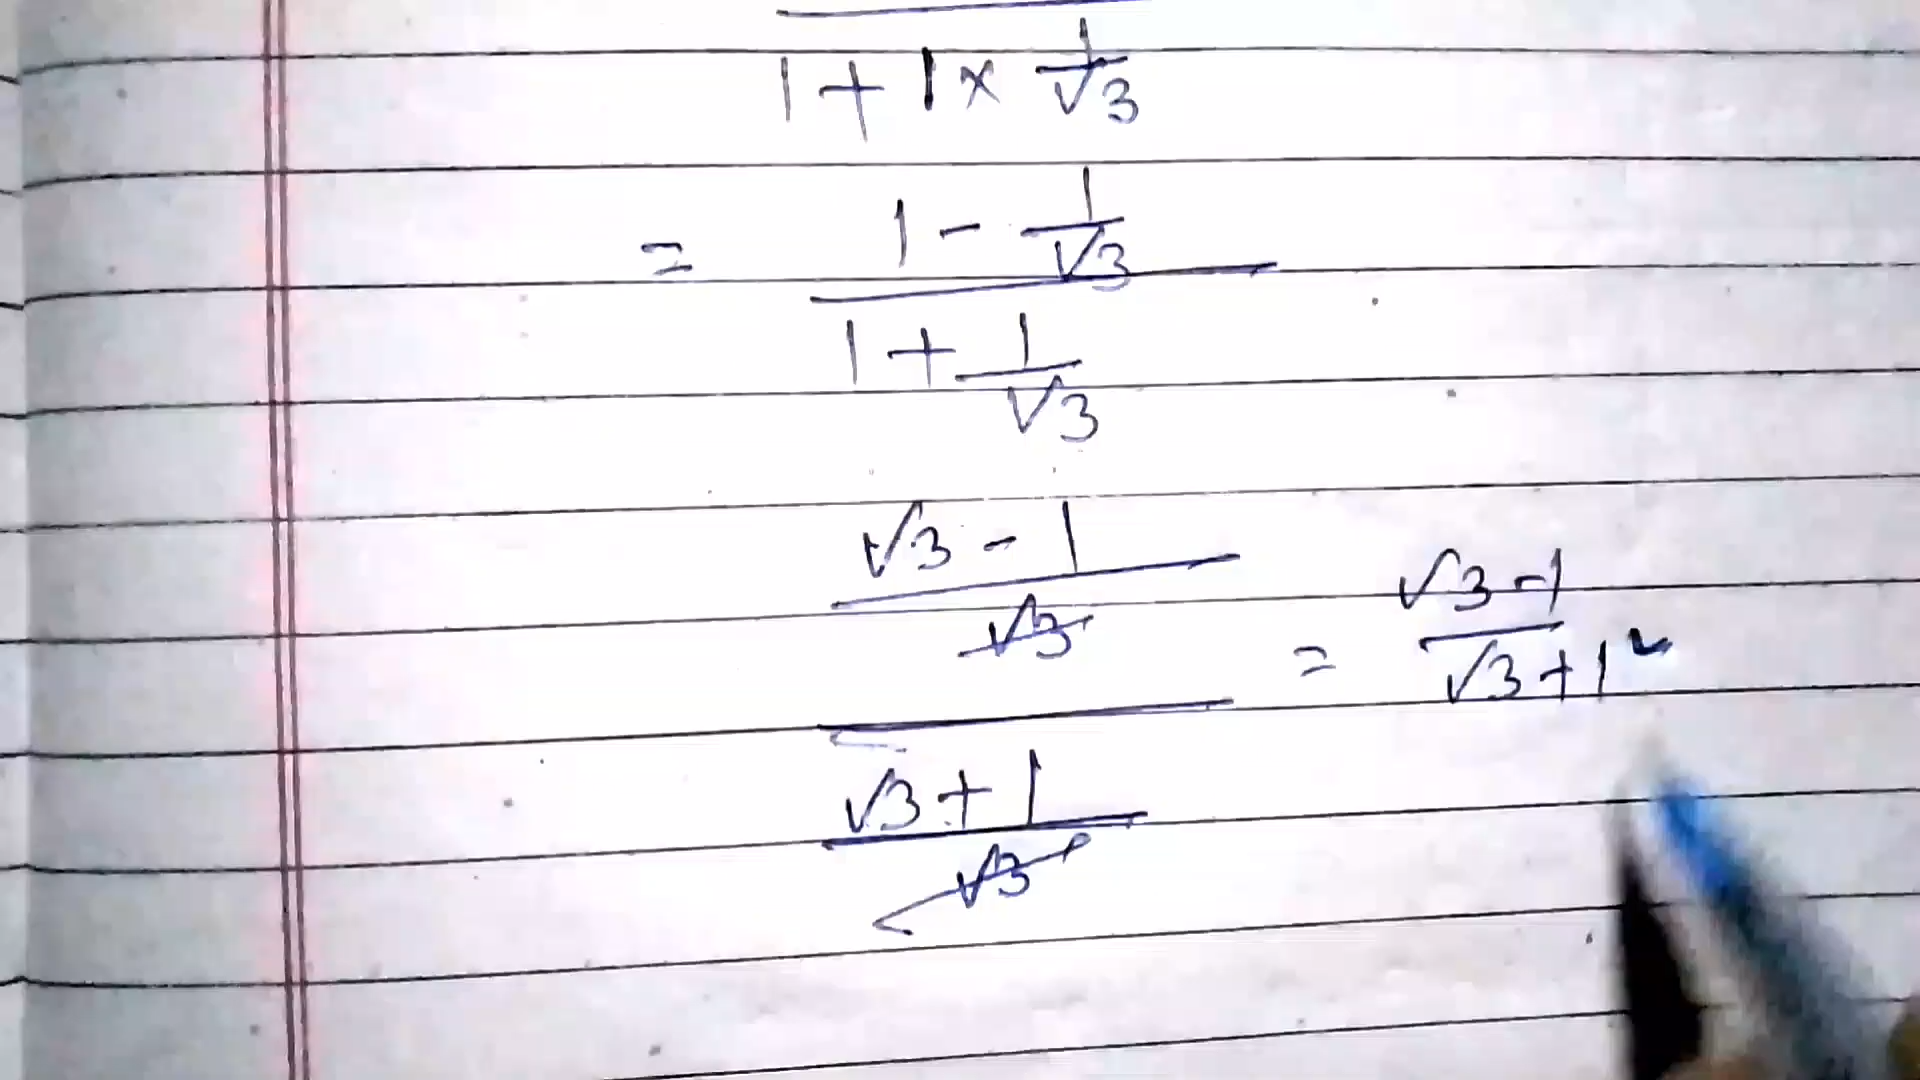 1 + 1 × 1/√3
= (1 - 1/√3)/(1 + 1/√3)
((√3 - 1)/√3)/((√3 + 1)/√3) = (√3 - 1)/(√3 + 1)